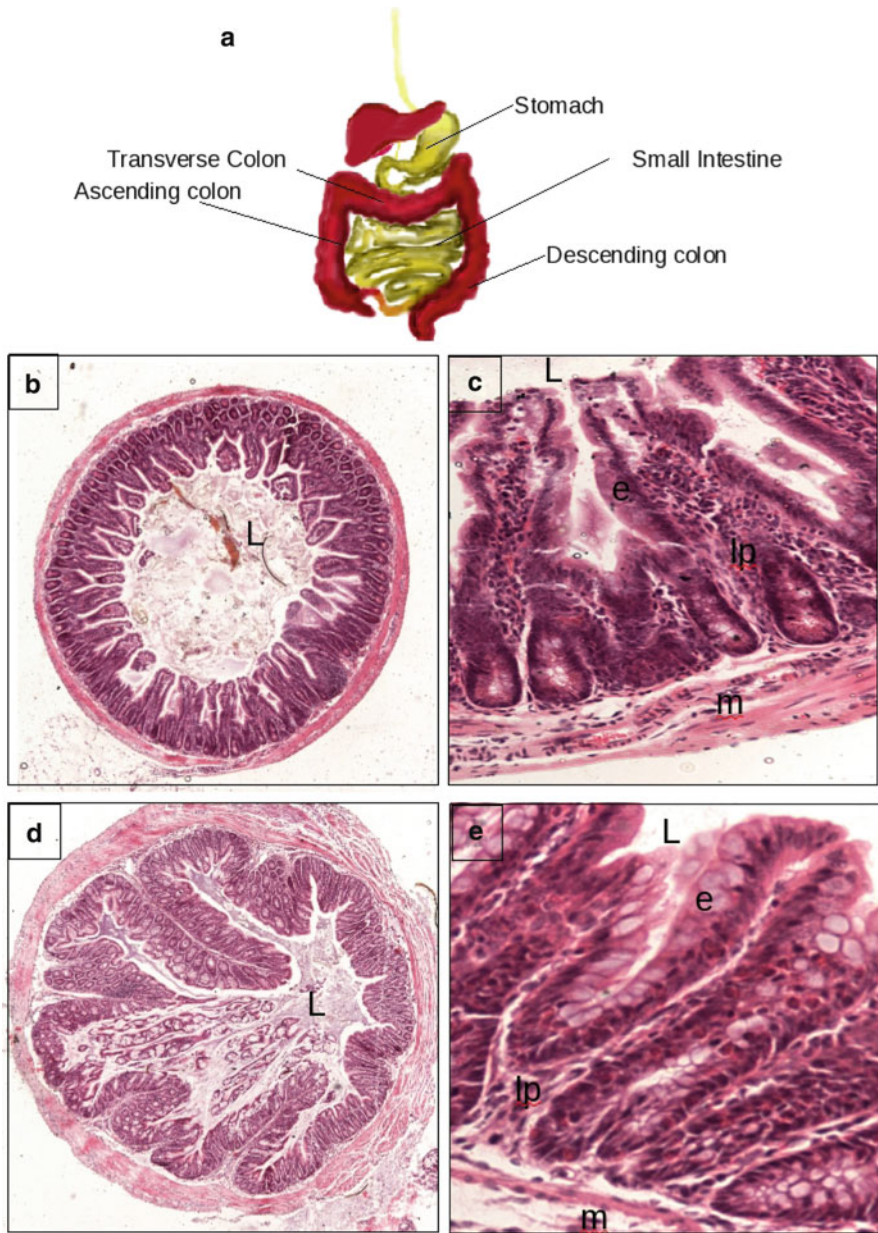 a
Stomach
Transverse Colon
Small Intestine
Ascending colon
Descending colon
b
L
c
L
e
lp
m
d
L
e
L
e
lp
m